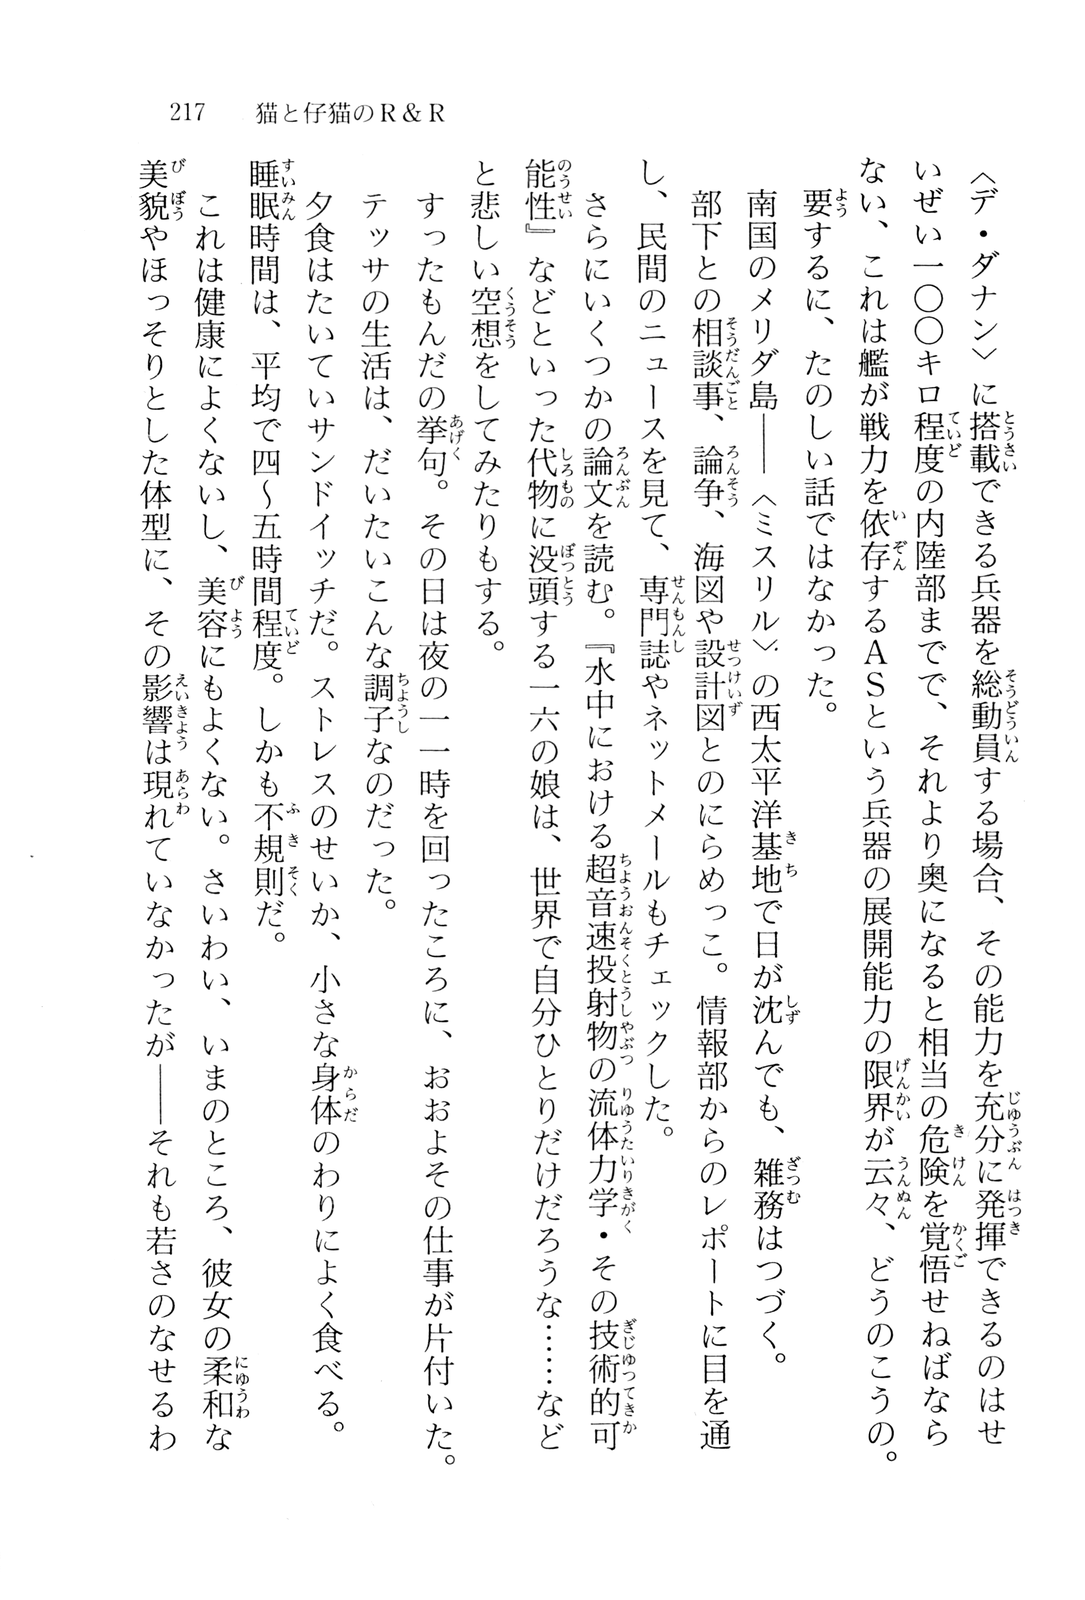 217 猫と仔猫のR＆R
〈デ・ダナン〉に搭載できる兵器を総動員する場合、その能力を充分に発揮できるのはせ
いぜい一〇〇キロ程度の内陸部までで、それより奥になると相当の危険を覚悟せねばなら
ない、これは艦が戦力を依存するASという兵器の展開能力の限界が云々、どうのこうの。
要するに、たのしい話ではなかった。
南国のメリダ島――〈ミスリル〉の西太平洋基地で日が沈んでも、雑務はつづく。
部下との相談事、論争、海図や設計図とのにらめっこ。情報部からのレポートに目を通
し、民間のニュースを見て、専門誌やネットメールもチェックした。
さらにいくつかの論文を読む。『水中における超音速投射物の流体力学・その技術的可
能性』などといった代物に没頭する一六の娘は、世界で自分ひとりだけだろうな……など
と悲しい空想をしてみたりもする。
すったもんだの挙句。その日は夜の一一時を回ったころに、おおよその仕事が片付いた。
テッサの生活は、だいたいこんな調子なのだった。
夕食はたいていサンドイッチだ。ストレスのせいか、小さな身体のわりによく食べる。
睡眠時間は、平均で四～五時間程度。しかも不規則だ。
これは健康によくないし、美容にもよくない。さいわい、いまのところ、彼女の柔和な
美貌やほっそりとした体型に、その影響は現れていなかったが――それも若さのなせるわ